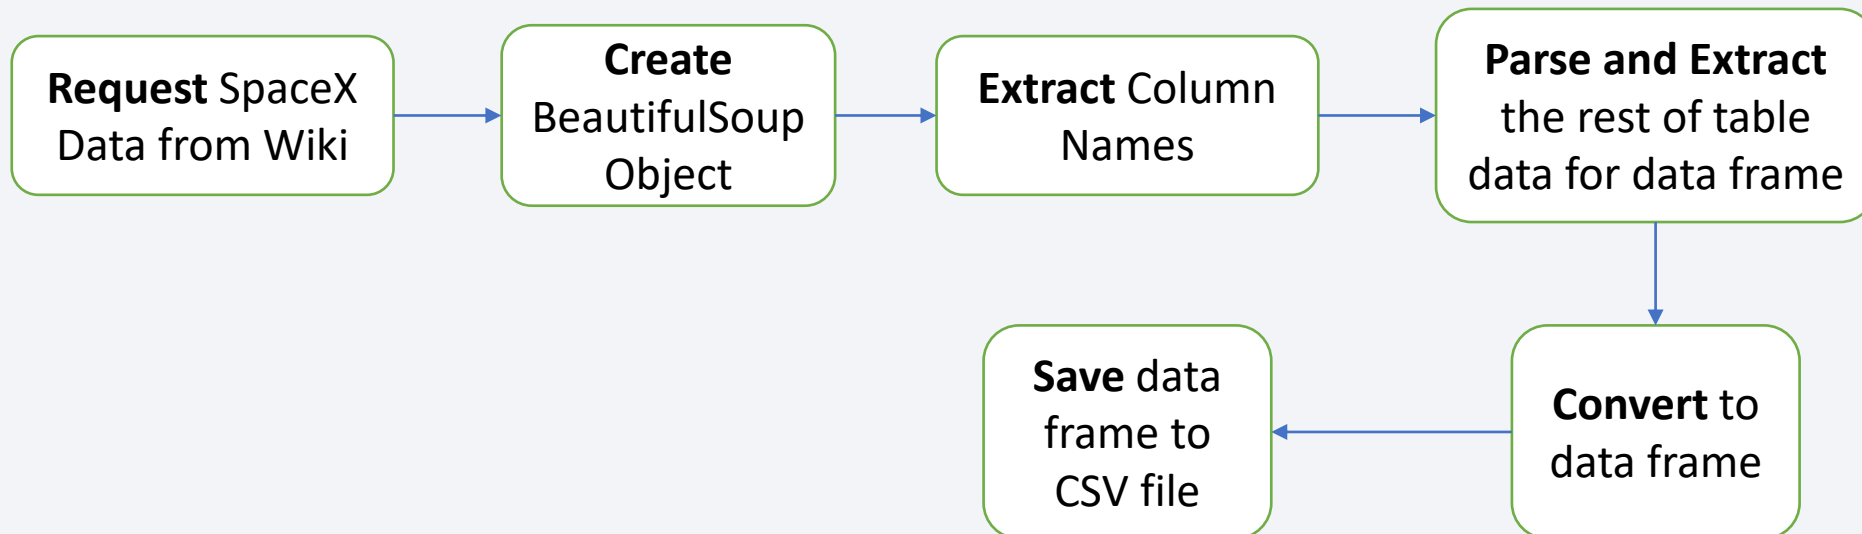 Request SpaceX
Data from Wiki
Create
BeautifulSoup
Object
Extract Column
Names
Parse and Extract
the rest of table
data for data frame
Convert to
data frame
Save data
frame to
CSV file